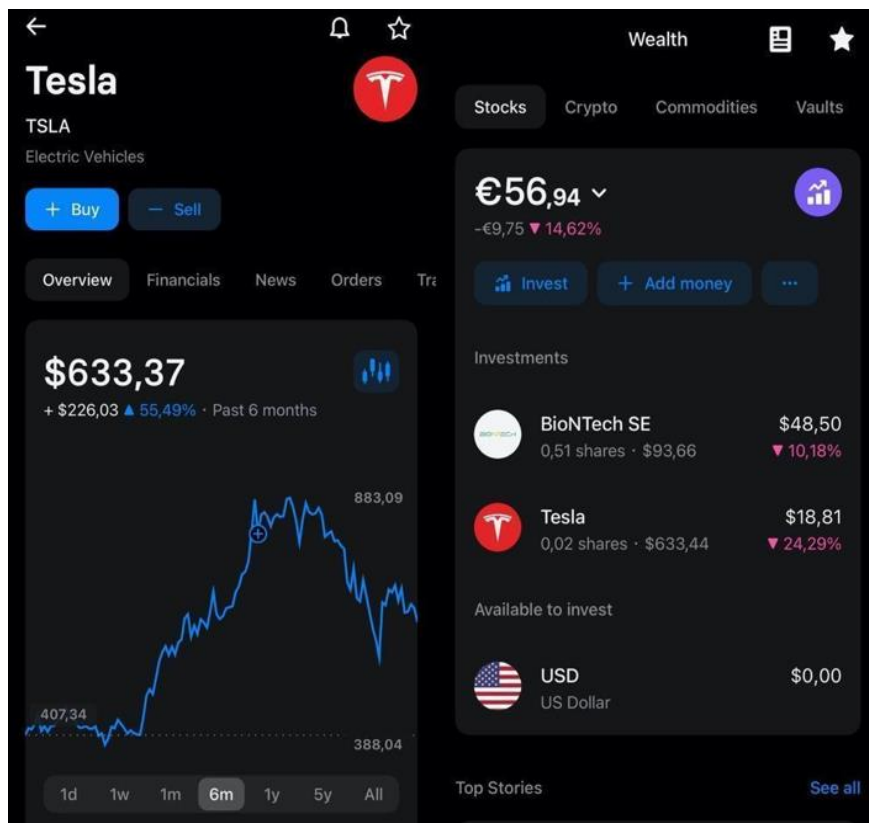 Tesla
TSLA
Electric Vehicles
+ Buy
− Sell
Overview Financials News Orders Tra
$633,37
+ $226,03 ▲ 55,49% · Past 6 months
883,09
407,34
388,04
1d 1w 1m 6m 1y 5y All
Wealth
Stocks Crypto Commodities Vaults
€56,94
-€9,75 ▼ 14,62%
Invest
+ Add money
...
Investments
BIONTECH
BioNTech SE $48,50
0,51 shares · $93,66 ▼ 10,18%
Tesla $18,81
0,02 shares · $633,44 ▼ 24,29%
Available to invest
USD $0,00
US Dollar
Top Stories See all